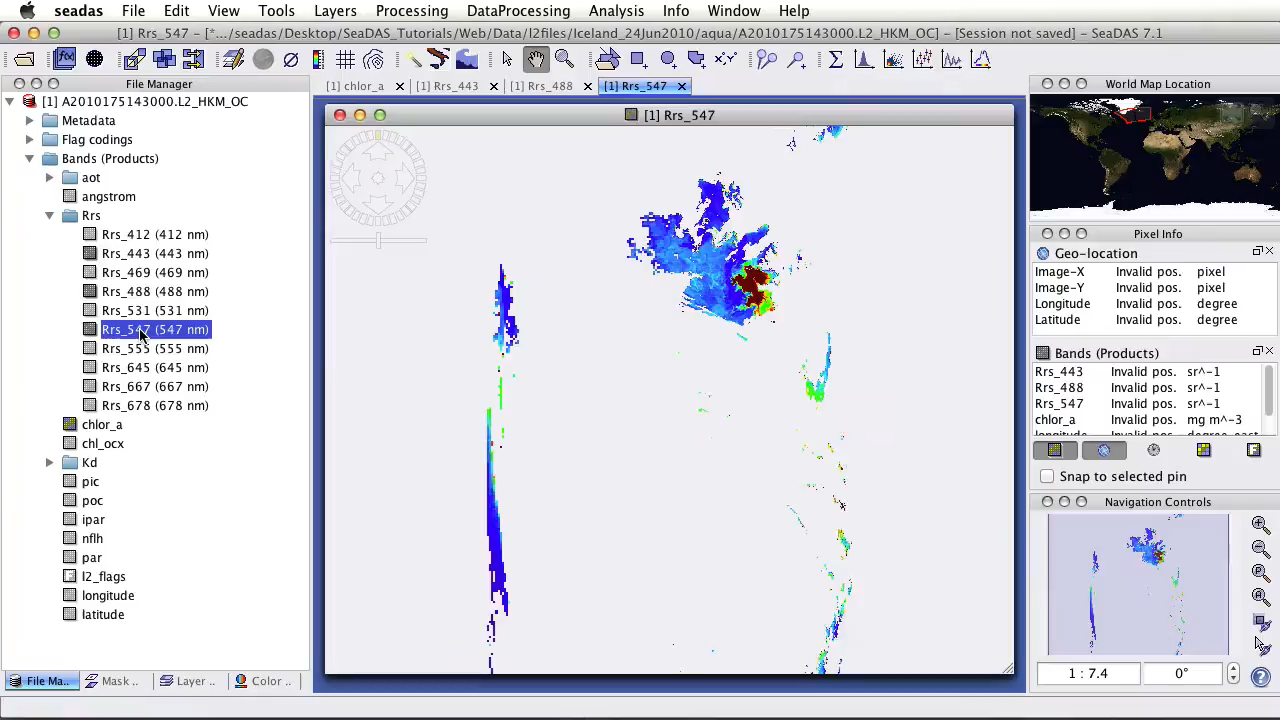 seadas File Edit View Tools Layers Processing DataProcessing Analysis Info Window Help
[1] Rrs_547 – [*.../seadas/Desktop/SeaDAS_Tutorials/Web/Data/l2files/Iceland_24Jun2010/aqua/A2010175143000.L2_HKM_OC] – [Session not saved] – SeaDAS 7.1
File Manager
[1] A2010175143000.L2_HKM_OC
Metadata
Flag codings
Bands (Products)
aot
angstrom
Rrs
Rrs_412 (412 nm)
Rrs_443 (443 nm)
Rrs_469 (469 nm)
Rrs_488 (488 nm)
Rrs_531 (531 nm)
Rrs_547 (547 nm)
Rrs_555 (555 nm)
Rrs_645 (645 nm)
Rrs_667 (667 nm)
Rrs_678 (678 nm)
chlor_a
chl_ocx
Kd
pic
poc
ipar
nflh
par
l2_flags
longitude
latitude
File Ma.. Mask .. Layer .. Color ..
[1] chlor_a [1] Rrs_443 [1] Rrs_488 [1] Rrs_547
[1] Rrs_547
World Map Location
Pixel Info
Geo-location
Image-X Invalid pos. pixel
Image-Y Invalid pos. pixel
Longitude Invalid pos. degree
Latitude Invalid pos. degree
Bands (Products)
Rrs_443 Invalid pos. sr^-1
Rrs_488 Invalid pos. sr^-1
Rrs_547 Invalid pos. sr^-1
chlor_a Invalid pos. mg m^-3
Snap to selected pin
Navigation Controls
1 : 7.4 0°